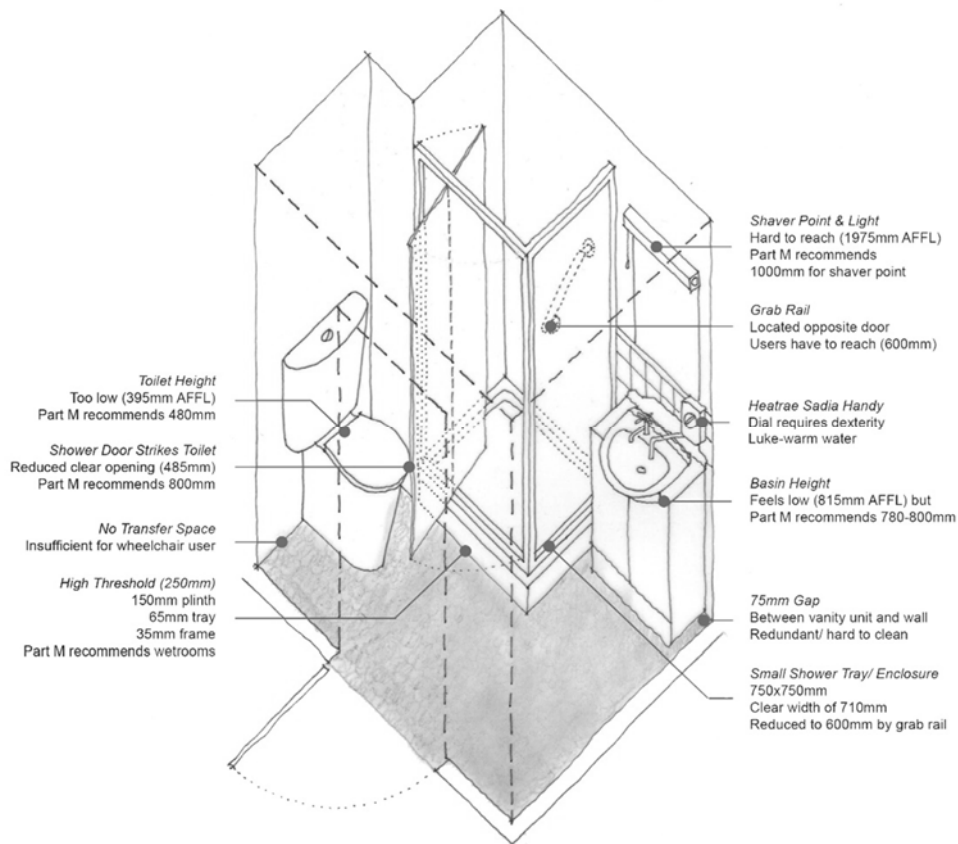 Toilet Height
Too low (395mm AFFL)
Part M recommends 480mm
Shower Door Strikes Toilet
Reduced clear opening (485mm)
Part M recommends 800mm
No Transfer Space
Insufficient for wheelchair user
High Threshold (250mm)
150mm plinth
65mm tray
35mm frame
Part M recommends wetrooms
Shaver Point & Light
Hard to reach (1975mm AFFL)
Part M recommends
1000mm for shaver point
Grab Rail
Located opposite door
Users have to reach (600mm)
Heatrae Sadia Handy
Dial requires dexterity
Luke-warm water
Basin Height
Feels low (815mm AFFL) but
Part M recommends 780-800mm
75mm Gap
Between vanity unit and wall
Redundant/ hard to clean
Small Shower Tray/ Enclosure
750x750mm
Clear width of 710mm
Reduced to 600mm by grab rail